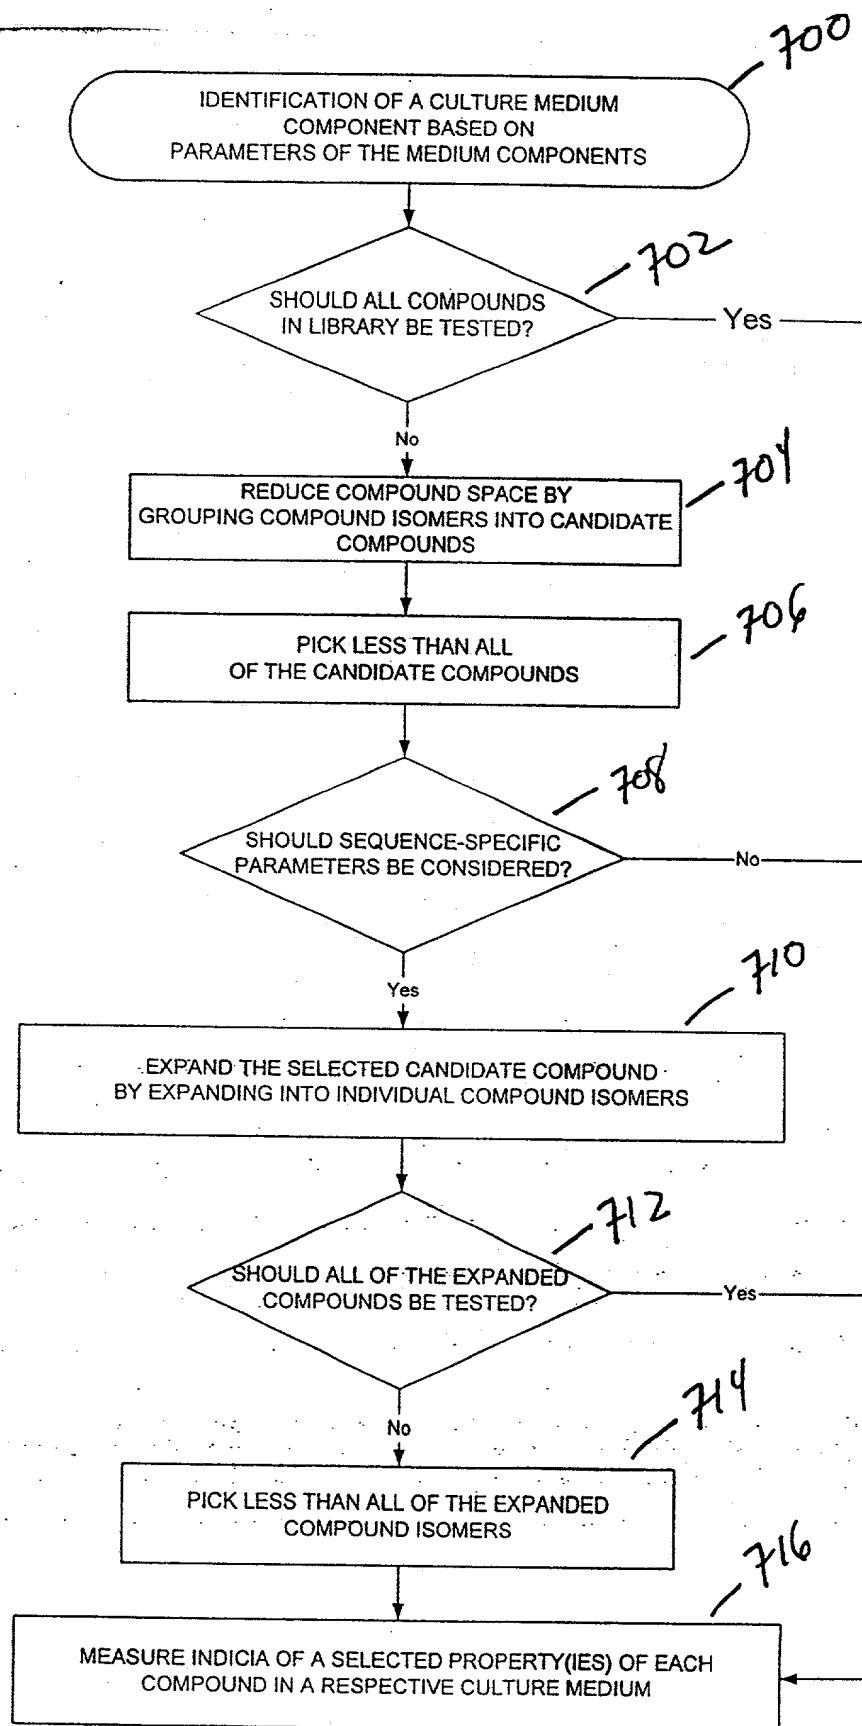 700
IDENTIFICATION OF A CULTURE MEDIUM
COMPONENT BASED ON
PARAMETERS OF THE MEDIUM COMPONENTS
702
SHOULD ALL COMPOUNDS
IN LIBRARY BE TESTED?
Yes
No
704
REDUCE COMPOUND SPACE BY
GROUPING COMPOUND ISOMERS INTO CANDIDATE
COMPOUNDS
706
PICK LESS THAN ALL
OF THE CANDIDATE COMPOUNDS
708
SHOULD SEQUENCE-SPECIFIC
PARAMETERS BE CONSIDERED?
No
Yes
710
EXPAND THE SELECTED CANDIDATE COMPOUND
BY EXPANDING INTO INDIVIDUAL COMPOUND ISOMERS
712
SHOULD ALL OF THE EXPANDED
COMPOUNDS BE TESTED?
Yes
No
714
PICK LESS THAN ALL OF THE EXPANDED
COMPOUND ISOMERS
716
MEASURE INDICIA OF A SELECTED PROPERTY(IES) OF EACH
COMPOUND IN A RESPECTIVE CULTURE MEDIUM